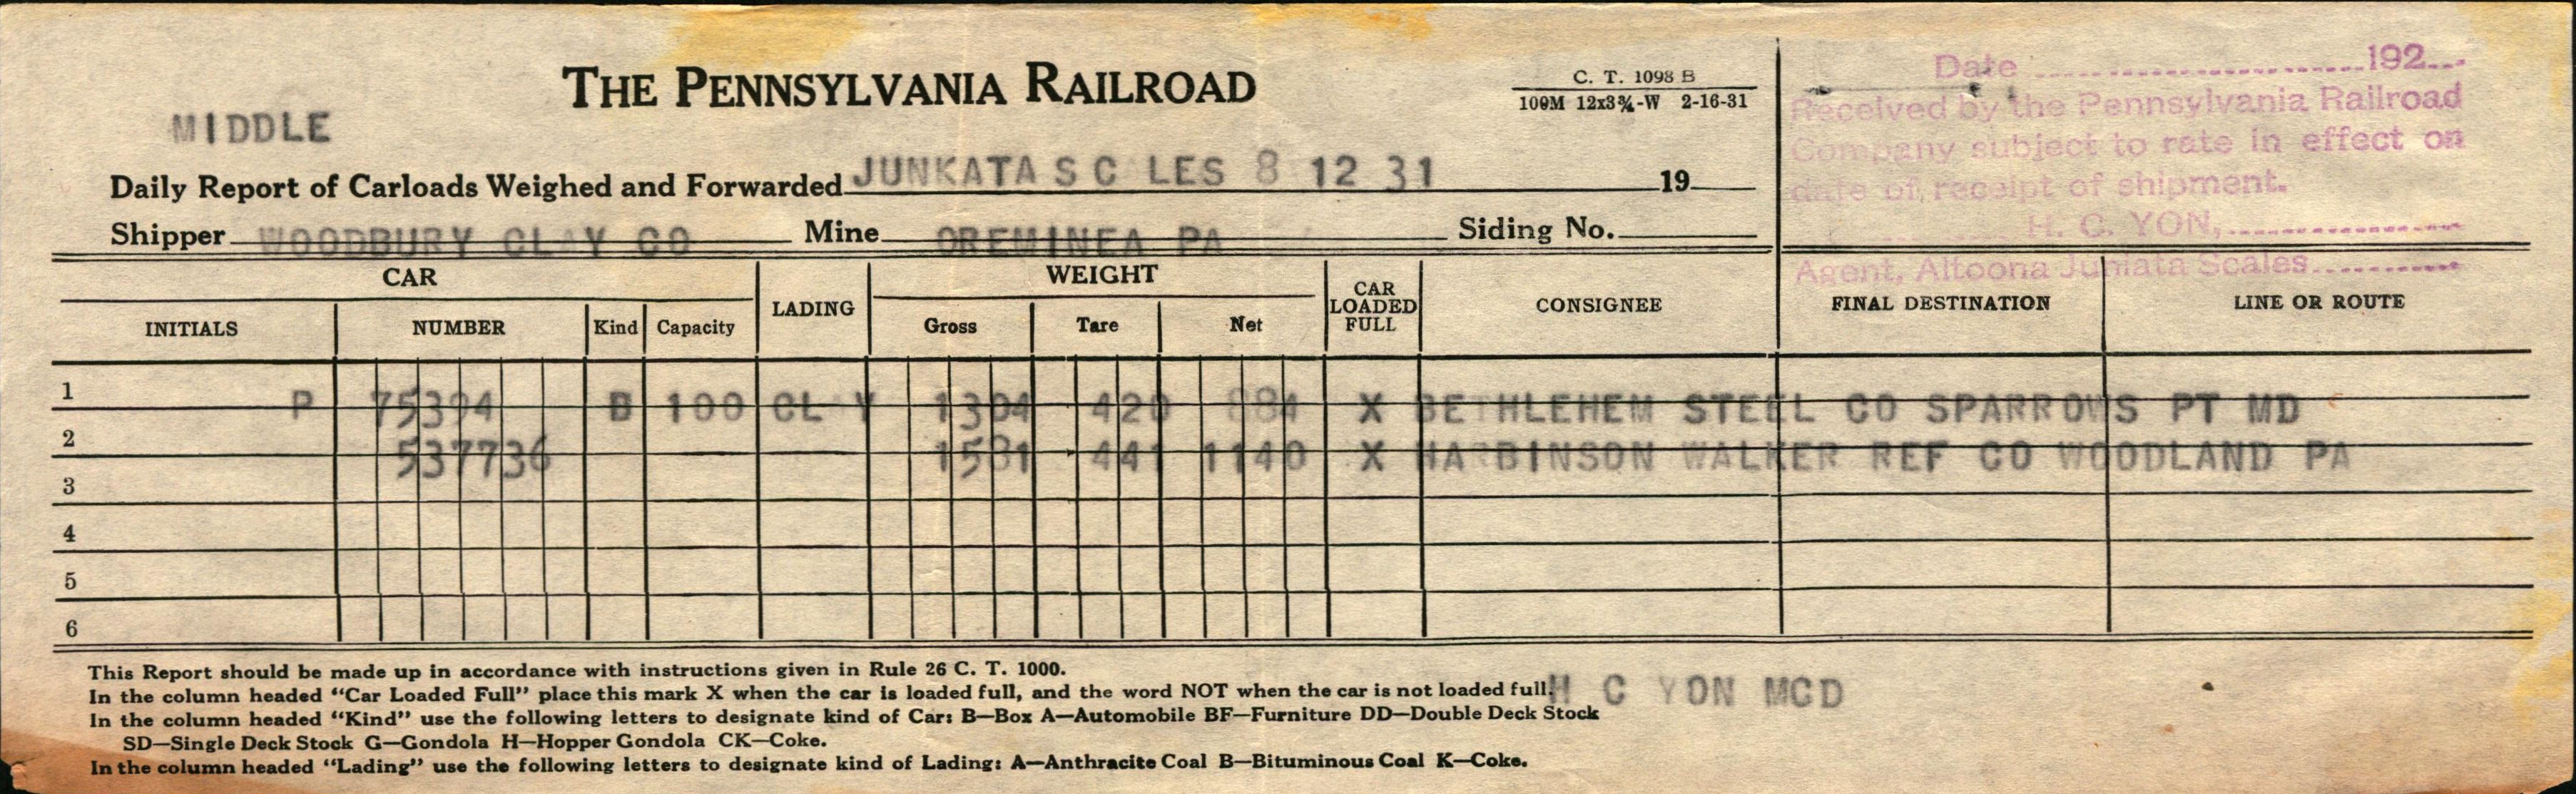 THE PENNSYLVANIA RAILROAD
C. T. 1098 B
100M 12x3¾-W 2-16-31
MIDDLE
Daily Report of Carloads Weighed and Forwarded JUNKATA SC LES 8 12 31 19
Shipper WOODBURY CLAY CO Mine OREMINEA PA Siding No.
Date 192
Received by the Pennsylvania Railroad
Company subject to rate in effect on
date of receipt of shipment.
H. C. YON,
Agent, Altoona Juniata Scales
CAR LADING WEIGHT CAR LOADED FULL CONSIGNEE FINAL DESTINATION LINE OR ROUTE
INITIALS NUMBER Kind Capacity Gross Tare Net
1 P 75394 B 100 CLAY 1304 420 884 X BETHLEHEM STEEL CO SPARROWS PT MD
2 537736 1581 441 1140 X HARBINSON WALKER REF CO WOODLAND PA
3
4
5
6
This Report should be made up in accordance with instructions given in Rule 26 C. T. 1000.
In the column headed "Car Loaded Full" place this mark X when the car is loaded full, and the word NOT when the car is not loaded full. H C YON MCD
In the column headed "Kind" use the following letters to designate kind of Car: B—Box A—Automobile BF—Furniture DD—Double Deck Stock
SD—Single Deck Stock G—Gondola H—Hopper Gondola CK—Coke.
In the column headed "Lading" use the following letters to designate kind of Lading: A—Anthracite Coal B—Bituminous Coal K—Coke.